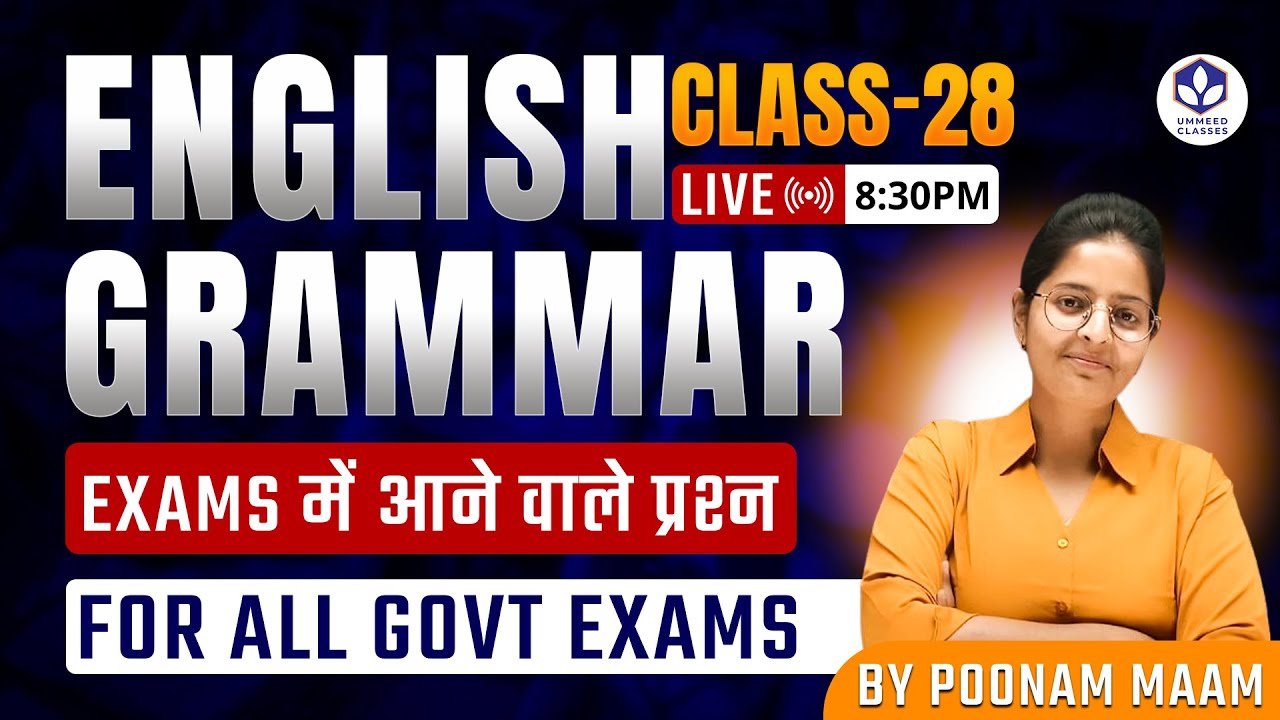 ENGLISH
GRAMMAR
CLASS-28
LIVE 8:30PM
UMMEED
CLASSES
EXAMS में आने वाले प्रश्न
FOR ALL GOVT EXAMS
BY POONAM MAAM